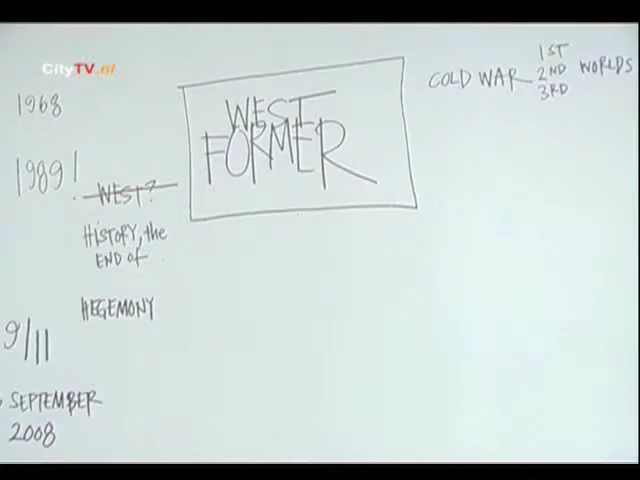 CityTV.nl
1968
1989!
WEST?
HISTORY, the
END of
HEGEMONY
9/11
SEPTEMBER
2008
WEST
FORMER
COLD WAR
1ST
2ND
3RD
WORLDS